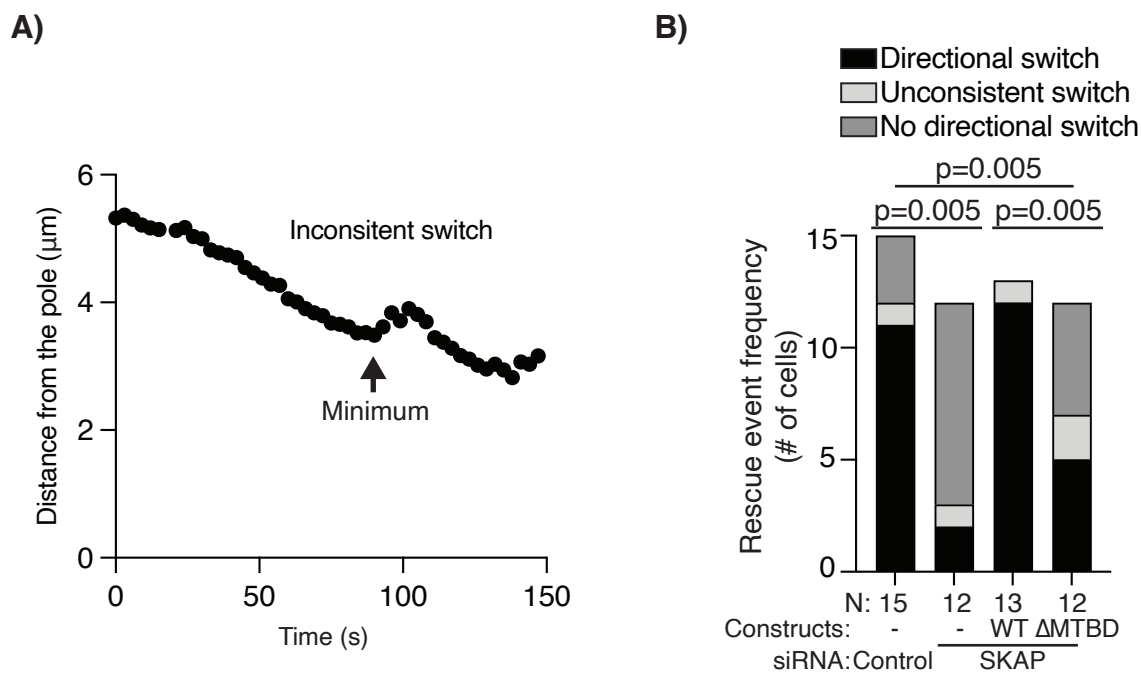 A)
6
4
2
0
Distance from the pole (µm)
Inconsitent switch
Minimum
0 50 100 150
Time (s)
B)
Directional switch
Unconsistent switch
No directional switch
p=0.005
p=0.005 p=0.005
15
10
5
0
Rescue event frequency
(# of cells)
N: 15 12 13 12
Constructs: - - WT ΔMTBD
siRNA: Control SKAP